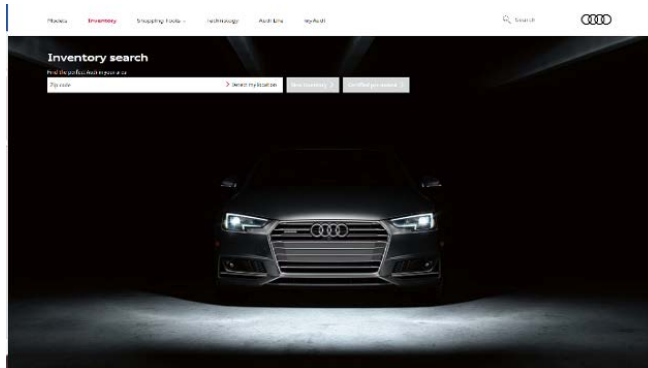 Models Inventory Shopping Tools Technology Audi Life myAudi Search
Inventory search
Find the perfect Audi in your area
Zip code Detect my location New inventory Certified pre-owned